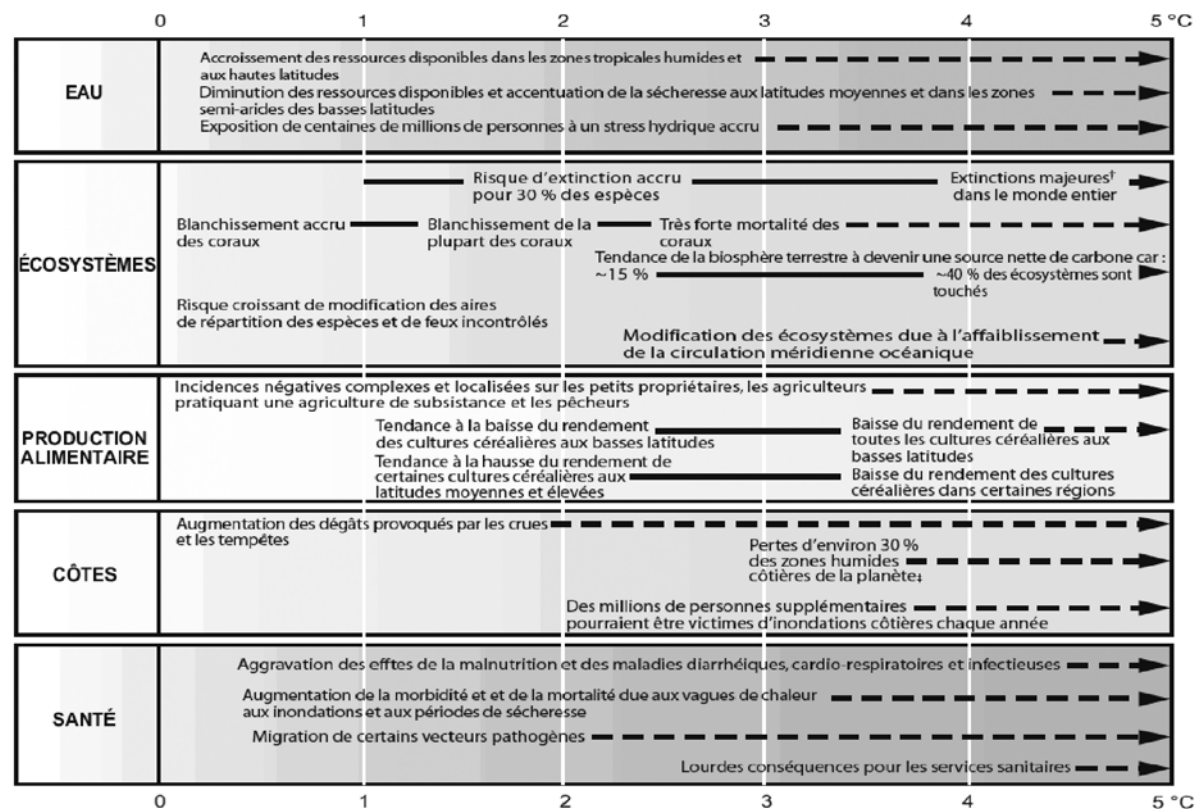 0 1 2 3 4 5 °C
EAU
Accroissement des ressources disponibles dans les zones tropicales humides et
aux hautes latitudes
Diminution des ressources disponibles et accentuation de la sécheresse aux latitudes moyennes et dans les zones
semi-arides des basses latitudes
Exposition de centaines de millions de personnes à un stress hydrique accru
ÉCOSYSTÈMES
Risque d'extinction accru
pour 30 % des espèces
Extinctions majeures†
dans le monde entier
Blanchissement accru
des coraux
Blanchissement de la
plupart des coraux
Très forte mortalité des
coraux
Tendance de la biosphère terrestre à devenir une source nette de carbone car :
~15 %
~40 % des écosystèmes sont
touchés
Risque croissant de modification des aires
de répartition des espèces et de feux incontrôlés
Modification des écosystèmes due à l'affaiblissement
de la circulation méridienne océanique
PRODUCTION
ALIMENTAIRE
Incidences négatives complexes et localisées sur les petits propriétaires, les agriculteurs
pratiquant une agriculture de subsistance et les pêcheurs
Tendance à la baisse du rendement
des cultures céréalières aux basses latitudes
Baisse du rendement de
toutes les cultures céréalières aux
basses latitudes
Tendance à la hausse du rendement de
certaines cultures céréalières aux
latitudes moyennes et élevées
Baisse du rendement des cultures
céréalières dans certaines régions
CÔTES
Augmentation des dégâts provoqués par les crues
et les tempêtes
Pertes d'environ 30 %
des zones humides
côtières de la planète‡
Des millions de personnes supplémentaires
pourraient être victimes d'inondations côtières chaque année
SANTÉ
Aggravation des efftes de la malnutrition et des maladies diarrhéiques, cardio-respiratoires et infectieuses
Augmentation de la morbidité et et de la mortalité due aux vagues de chaleur
aux inondations et aux périodes de sécheresse
Migration de certains vecteurs pathogènes
Lourdes conséquences pour les services sanitaires
0 1 2 3 4 5 °C